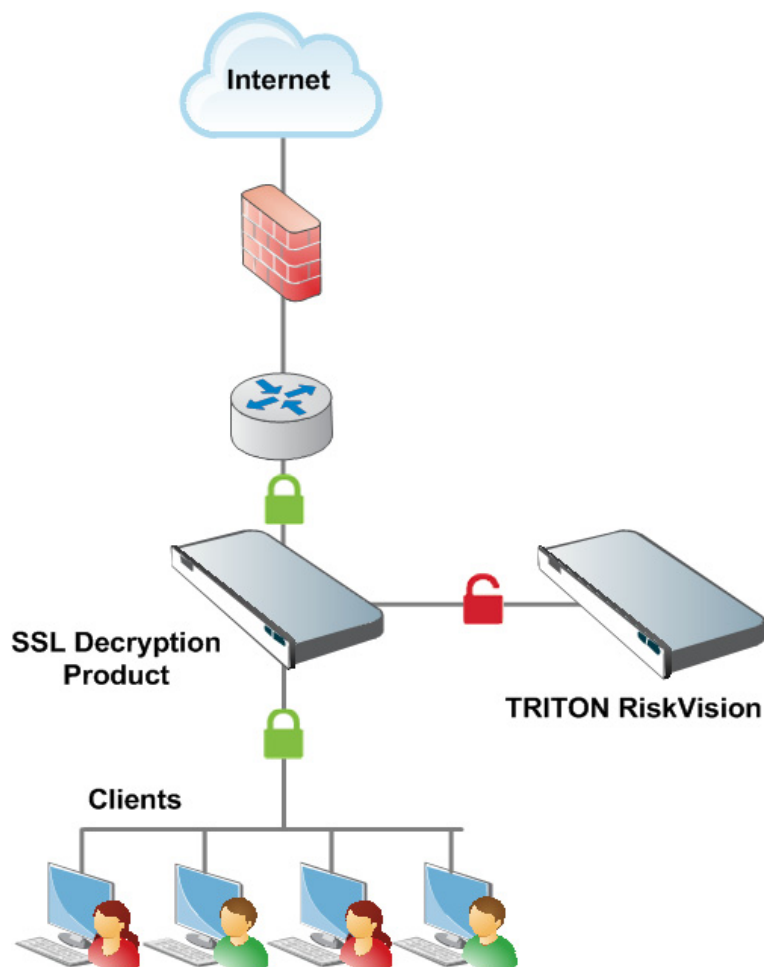 Internet
SSL Decryption
Product
TRITON RiskVision
Clients